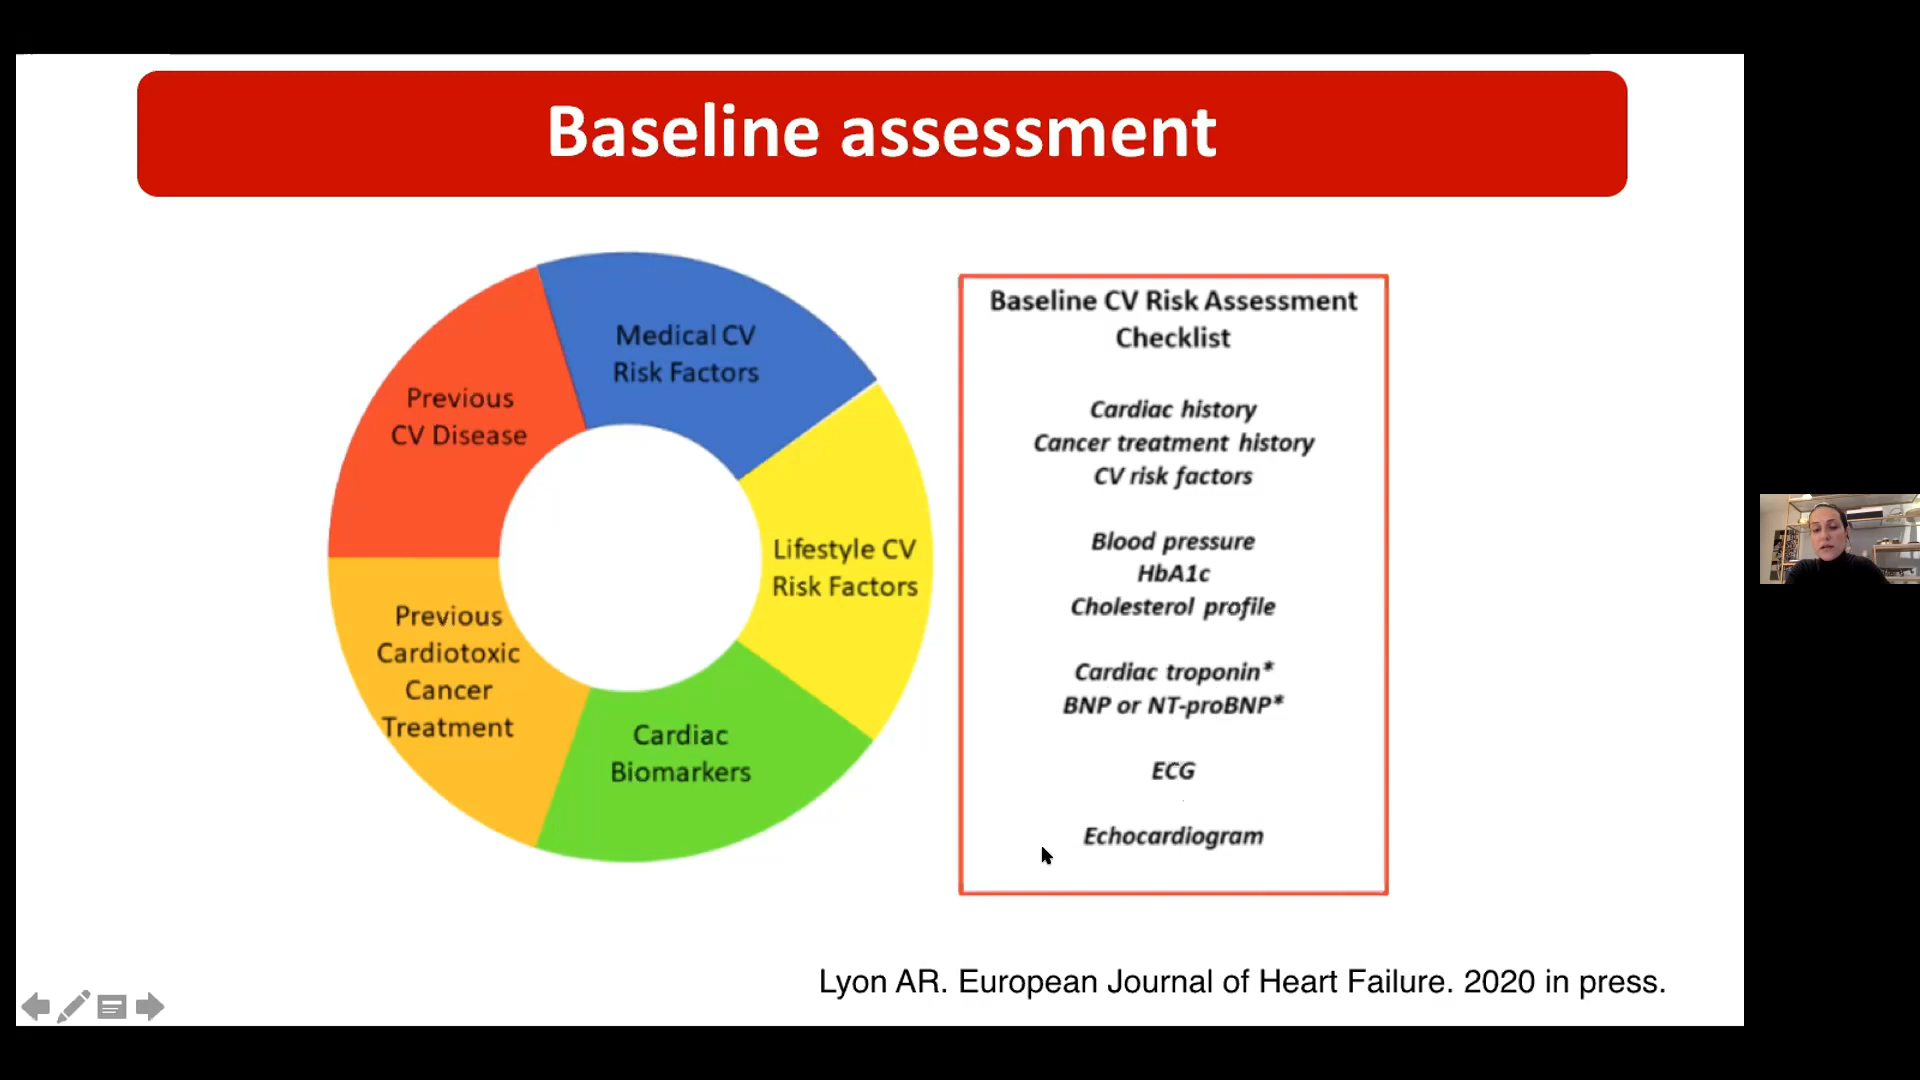 Baseline assessment
Medical CV
Risk Factors
Previous
CV Disease
Lifestyle CV
Risk Factors
Previous
Cardiotoxic
Cancer
Treatment
Cardiac
Biomarkers
Baseline CV Risk Assessment
Checklist
Cardiac history
Cancer treatment history
CV risk factors
Blood pressure
HbA1c
Cholesterol profile
Cardiac troponin*
BNP or NT-proBNP*
ECG
Echocardiogram
Lyon AR. European Journal of Heart Failure. 2020 in press.